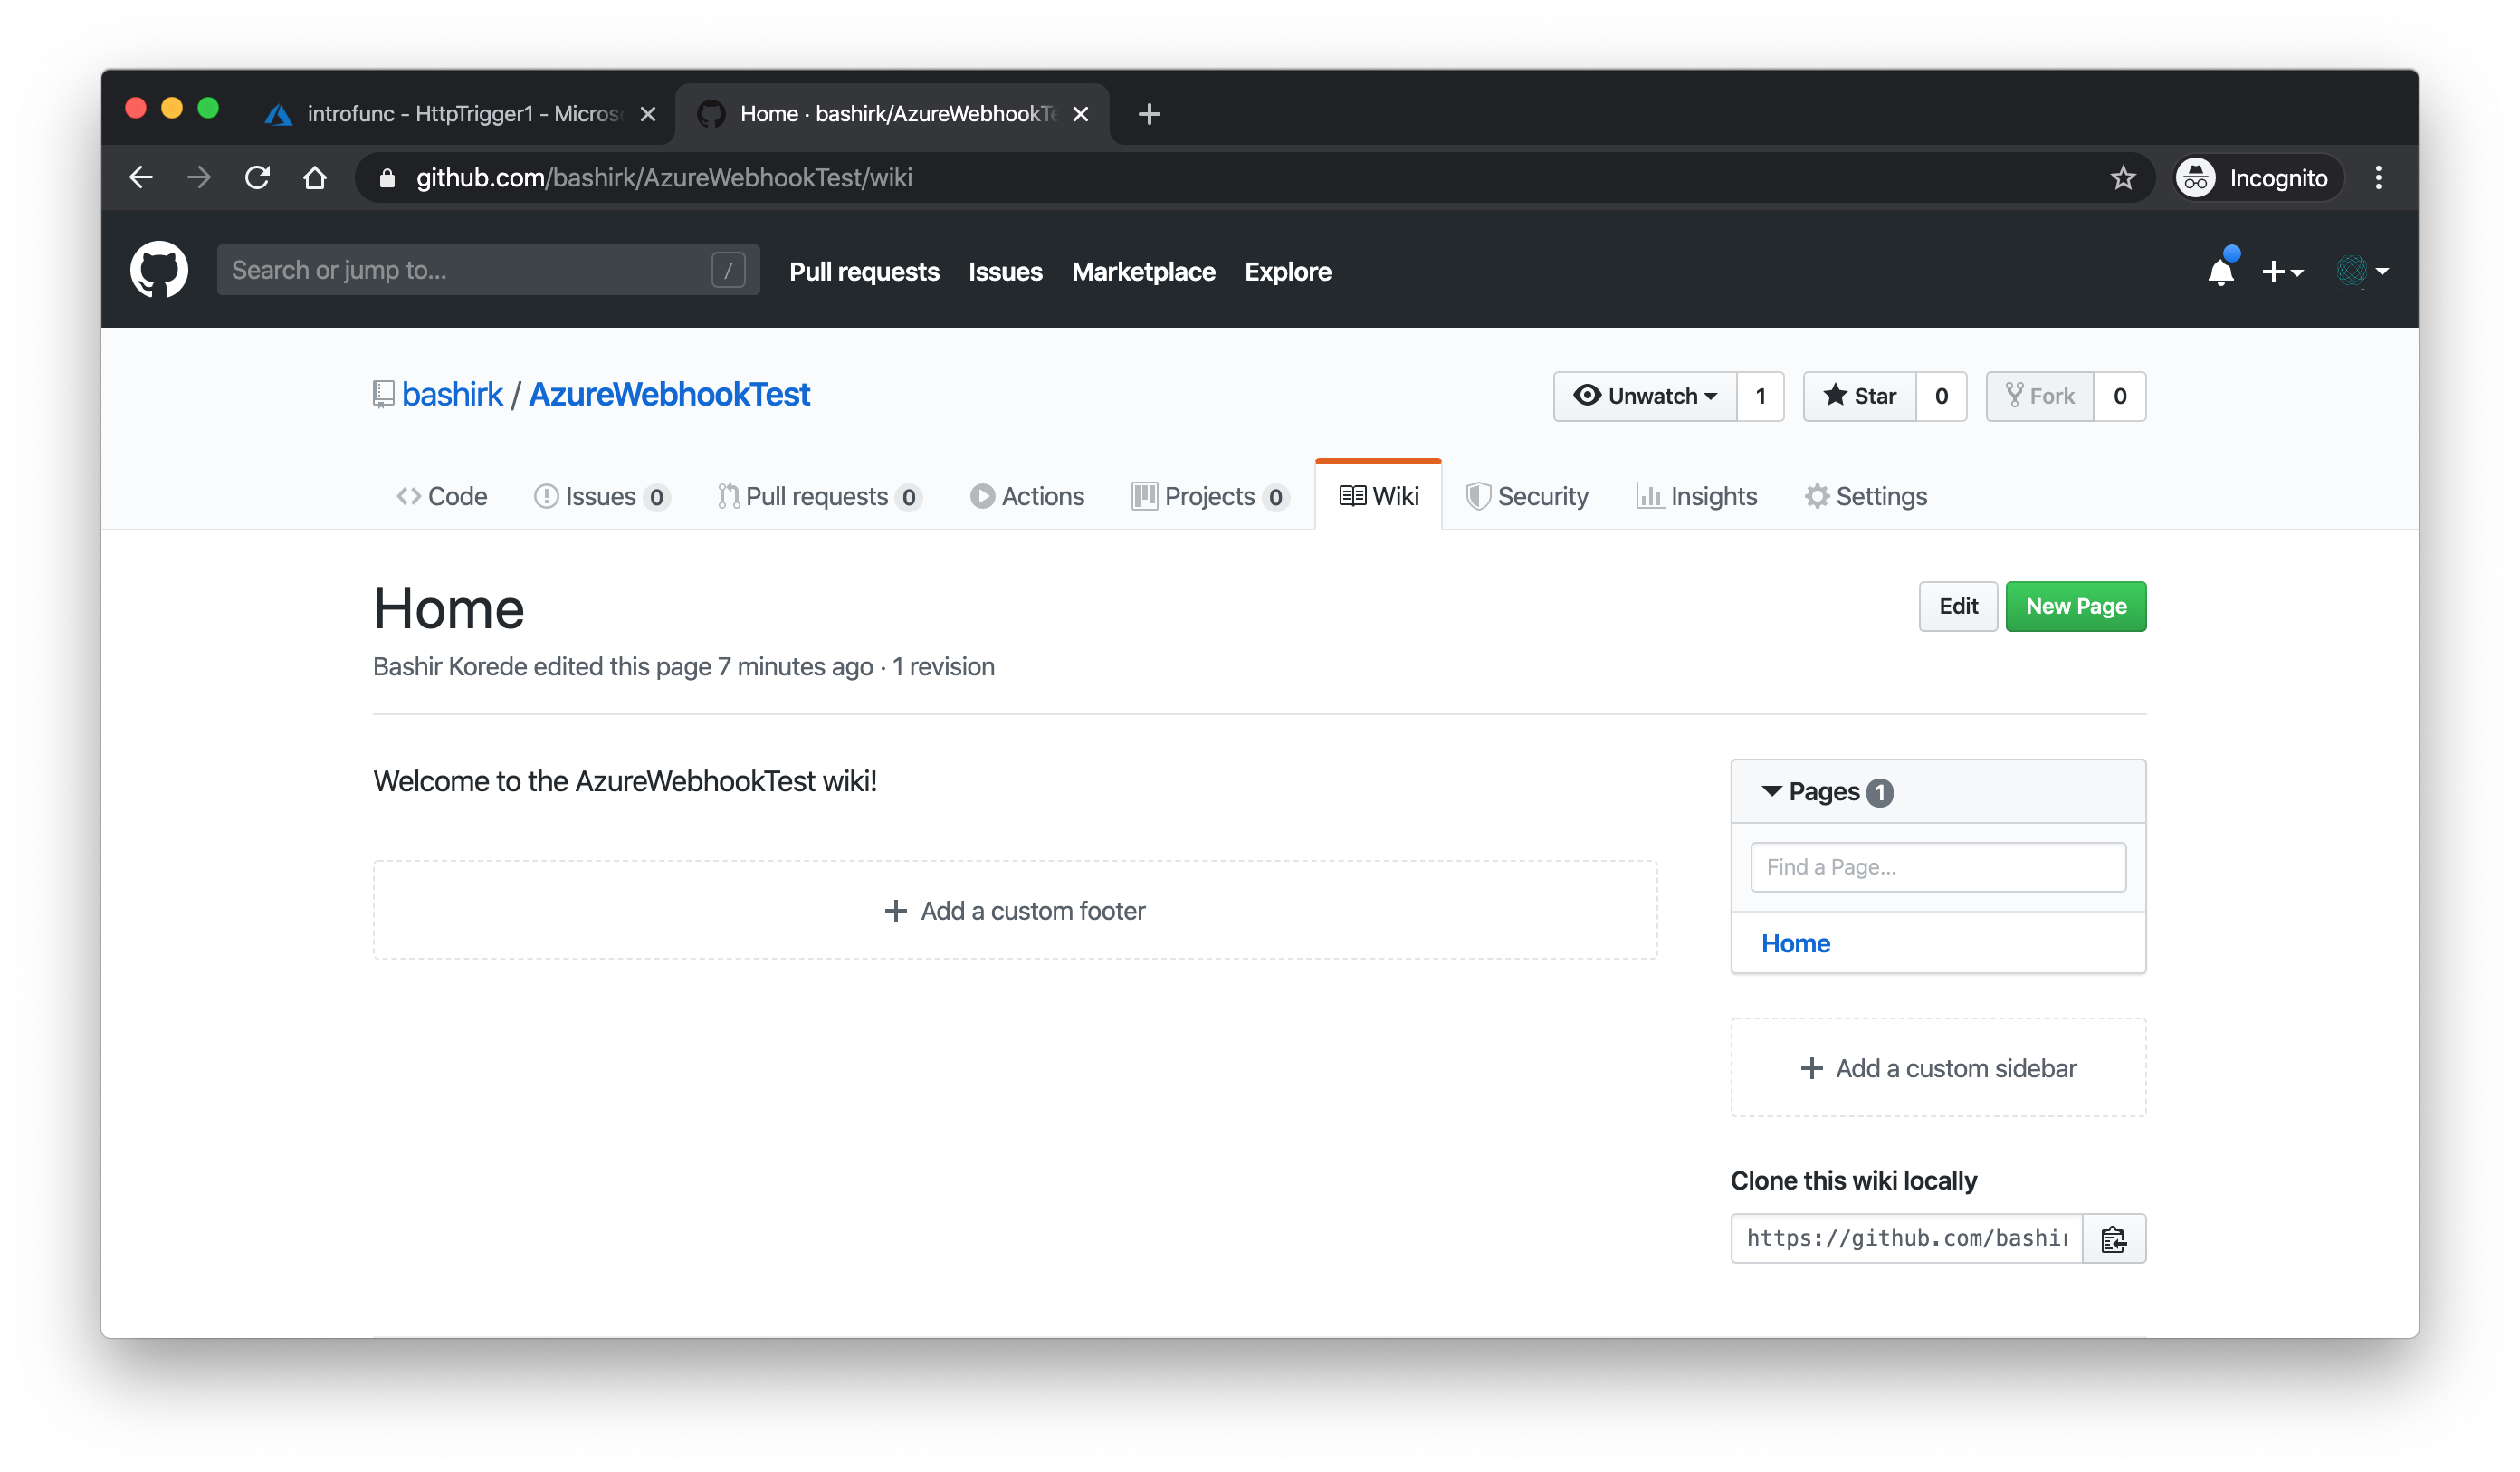 introfunc - HttpTrigger1 - Micros
Home · bashirk/AzureWebhookTe
github.com/bashirk/AzureWebhookTest/wiki
Incognito
Search or jump to...
/
Pull requests
Issues
Marketplace
Explore
bashirk / AzureWebhookTest
Unwatch 1
Star 0
Fork 0
Code
Issues 0
Pull requests 0
Actions
Projects 0
Wiki
Security
Insights
Settings
Home
Edit
New Page
Bashir Korede edited this page 7 minutes ago · 1 revision
Welcome to the AzureWebhookTest wiki!
Add a custom footer
Pages 1
Find a Page...
Home
Add a custom sidebar
Clone this wiki locally
https://github.com/bashir